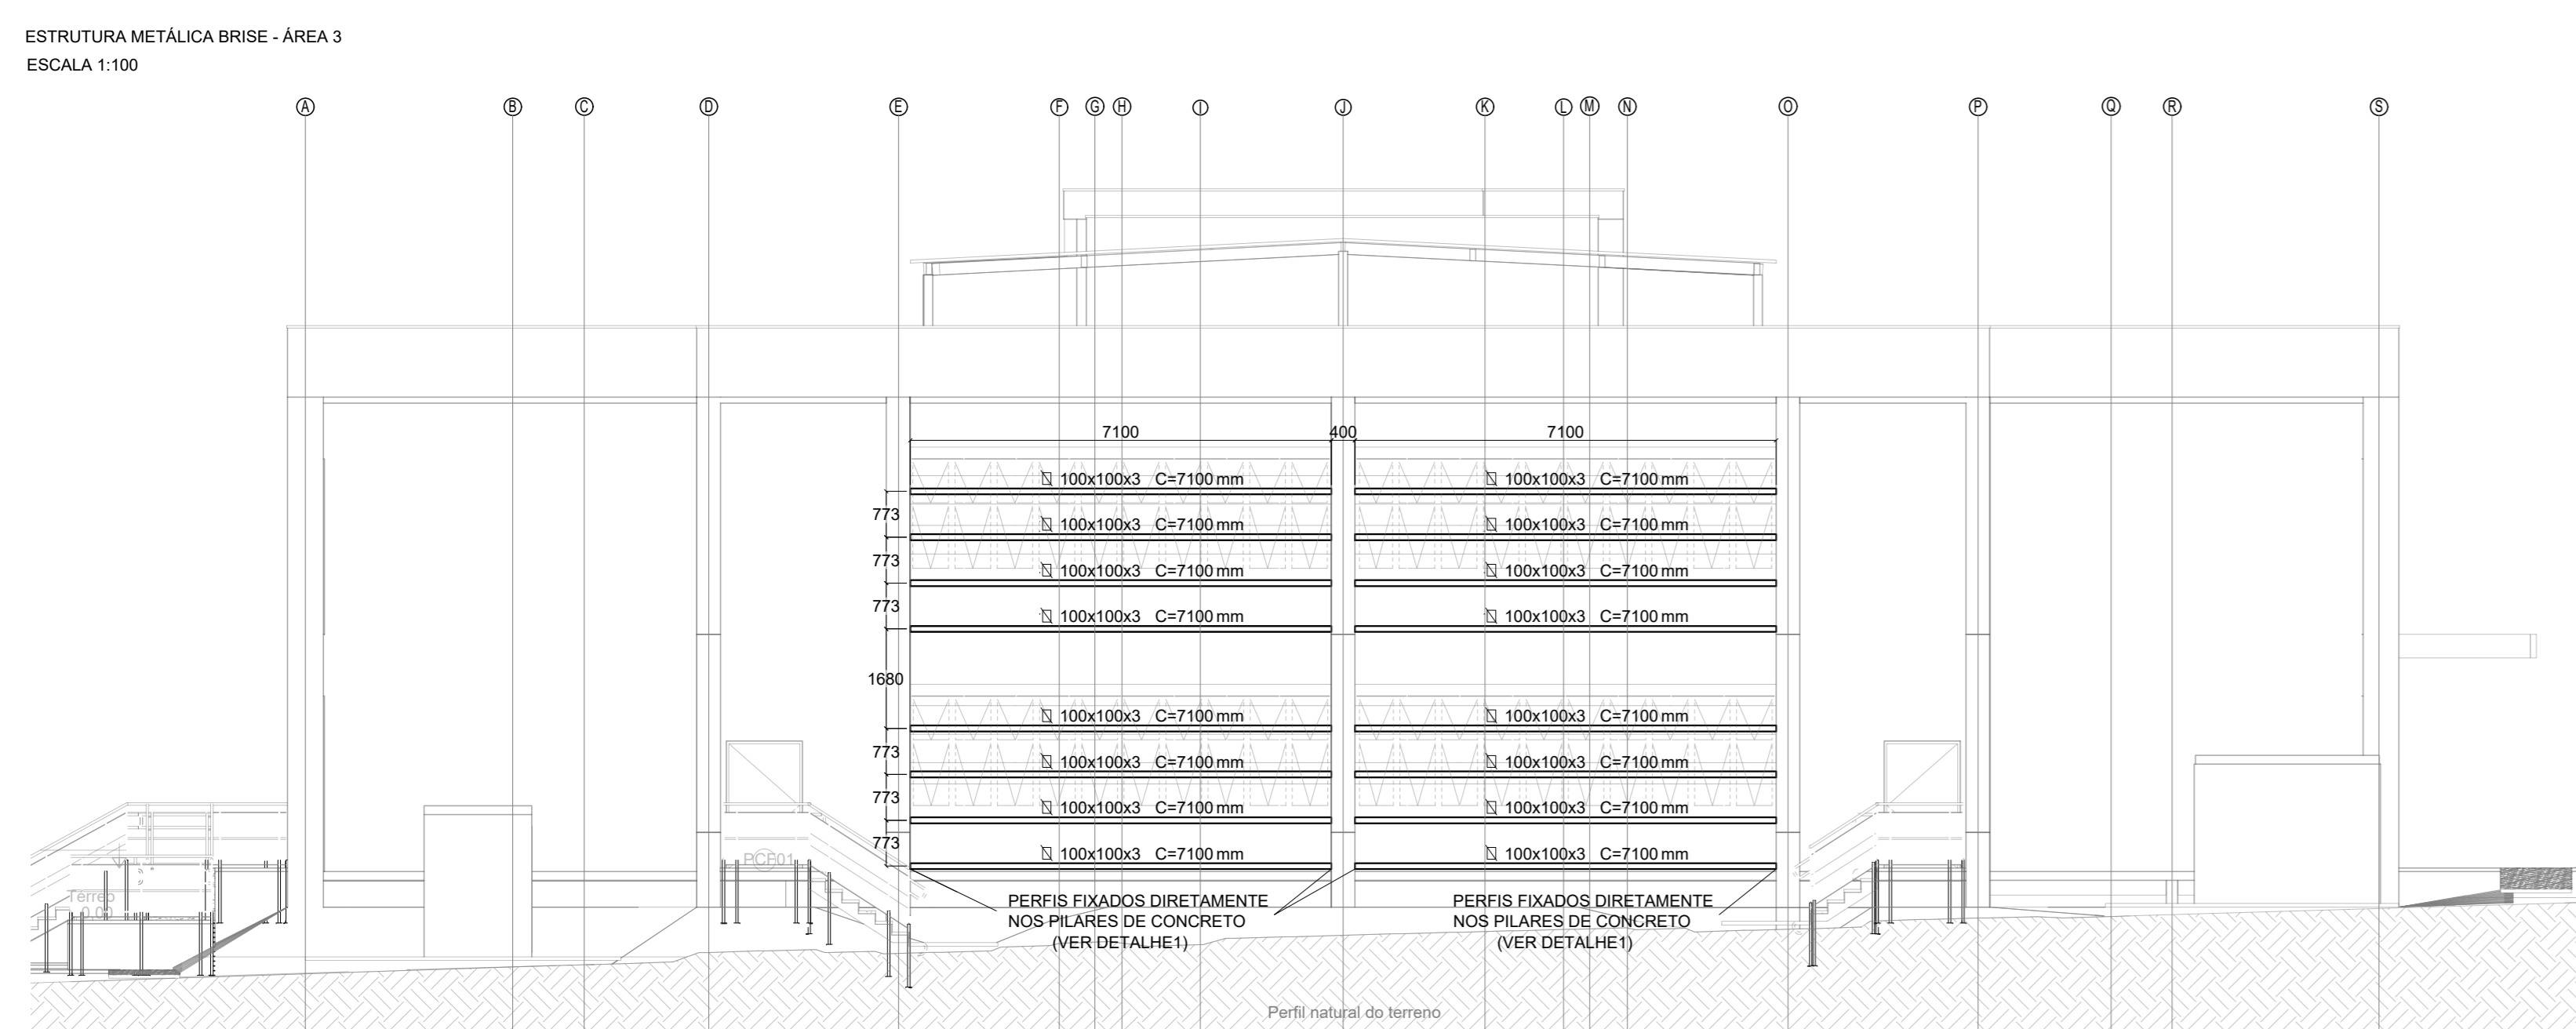 ESTRUTURA METÁLICA BRISE - ÁREA 3
ESCALA 1:100
A B C D E F G H I J K L M N O P Q R S
7100 400 7100
100x100x3 C=7100 mm 100x100x3 C=7100 mm
773
100x100x3 C=7100 mm 100x100x3 C=7100 mm
773
100x100x3 C=7100 mm 100x100x3 C=7100 mm
773
100x100x3 C=7100 mm 100x100x3 C=7100 mm
1680
100x100x3 C=7100 mm 100x100x3 C=7100 mm
773
100x100x3 C=7100 mm 100x100x3 C=7100 mm
773
100x100x3 C=7100 mm 100x100x3 C=7100 mm
773
100x100x3 C=7100 mm 100x100x3 C=7100 mm
PCF01
Térreo
0.00
PERFIS FIXADOS DIRETAMENTE
NOS PILARES DE CONCRETO
(VER DETALHE1)
PERFIS FIXADOS DIRETAMENTE
NOS PILARES DE CONCRETO
(VER DETALHE1)
Perfil natural do terreno